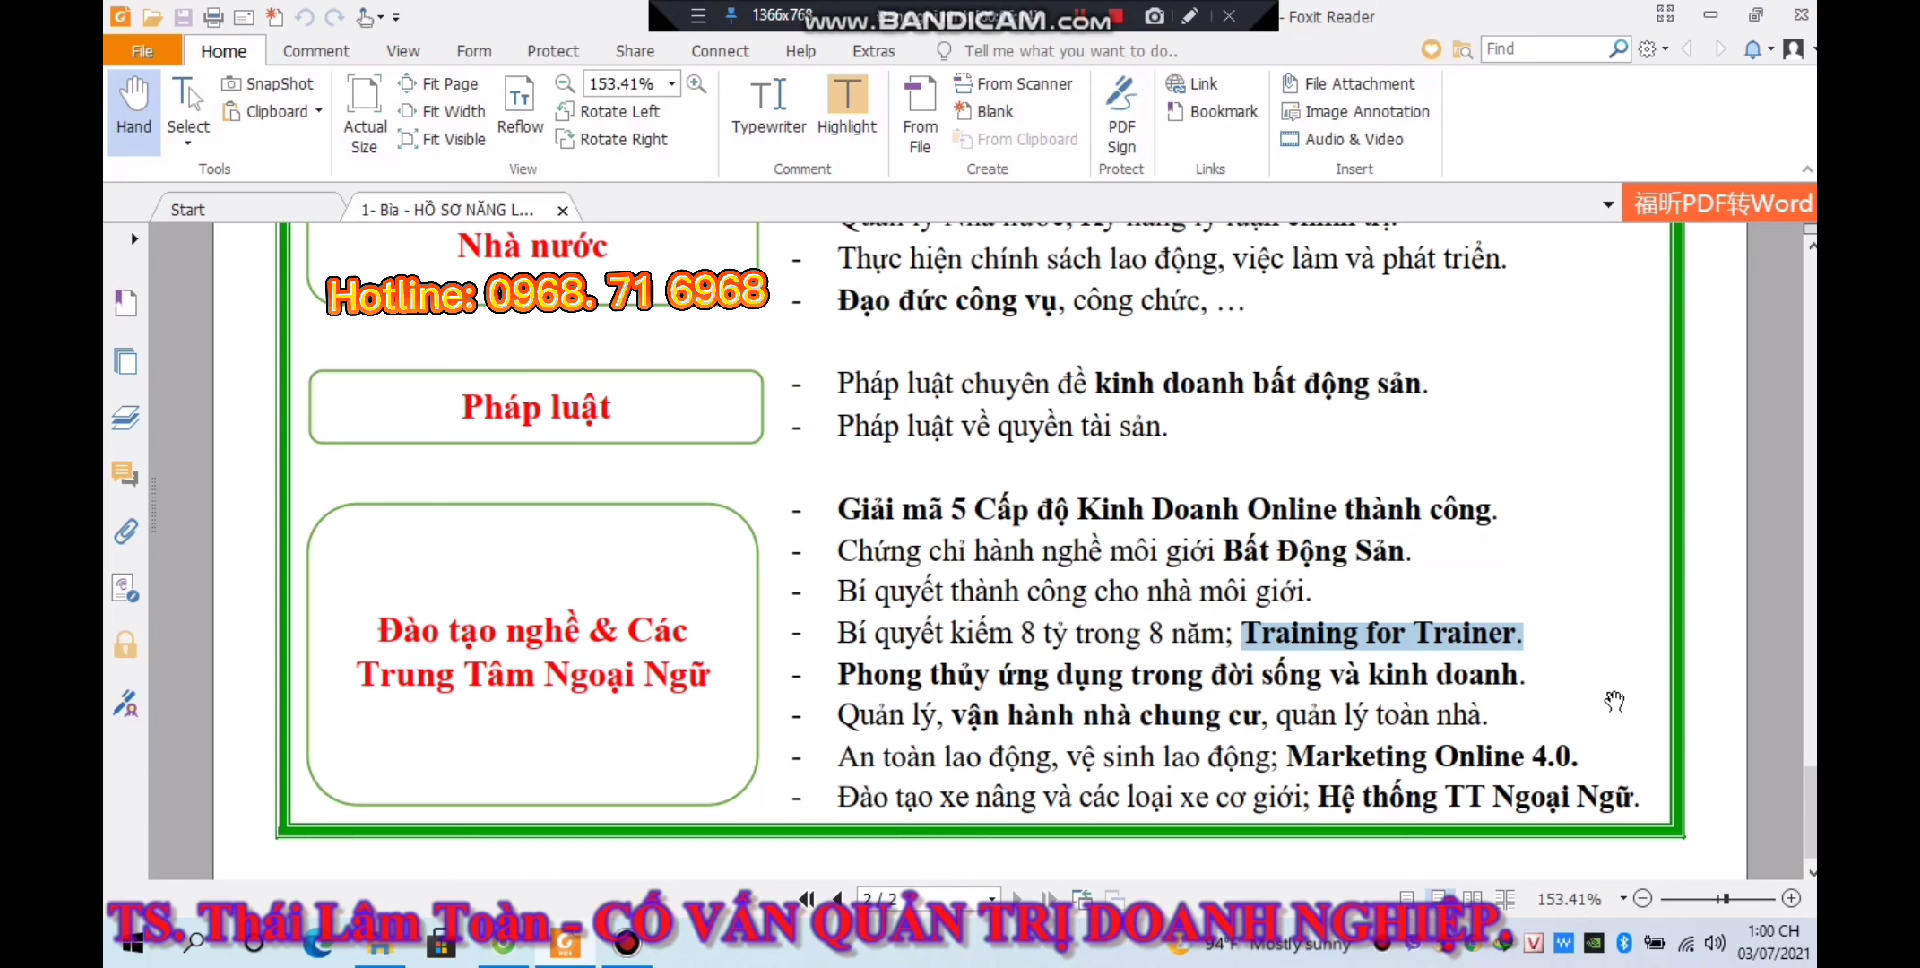 1366x768
www.BANDICAM.com
- Foxit Reader
File Home Comment View Form Protect Share Connect Help Extras Tell me what you want to do.. Find
Hand
Select
SnapShot
Clipboard
Tools
Actual Size
Fit Page
Fit Width
Fit Visible
Reflow
153.41%
Rotate Left
Rotate Right
View
Typewriter
Highlight
Comment
From File
From Scanner
Blank
From Clipboard
Create
PDF Sign
Protect
Link
Bookmark
Links
File Attachment
Image Annotation
Audio & Video
Insert
Start
1- Bìa - HỒ SƠ NĂNG L...
福昕PDF转Word
Nhà nước
Hotline: 0968. 71 6968
- Thực hiện chính sách lao động, việc làm và phát triển.
- Đạo đức công vụ, công chức, …
Pháp luật
- Pháp luật chuyên đề kinh doanh bất động sản.
- Pháp luật về quyền tài sản.
Đào tạo nghề & Các
Trung Tâm Ngoại Ngữ
- Giải mã 5 Cấp độ Kinh Doanh Online thành công.
- Chứng chỉ hành nghề môi giới Bất Động Sản.
- Bí quyết thành công cho nhà môi giới.
- Bí quyết kiếm 8 tỷ trong 8 năm; Training for Trainer.
- Phong thủy ứng dụng trong đời sống và kinh doanh.
- Quản lý, vận hành nhà chung cư, quản lý toàn nhà.
- An toàn lao động, vệ sinh lao động; Marketing Online 4.0.
- Đào tạo xe nâng và các loại xe cơ giới; Hệ thống TT Ngoại Ngữ.
2 / 2
153.41%
TS. Thái Lâm Toàn - CỐ VẤN QUẢN TRỊ DOANH NGHIỆP.
94°F Mostly sunny
1:00 CH
03/07/2021